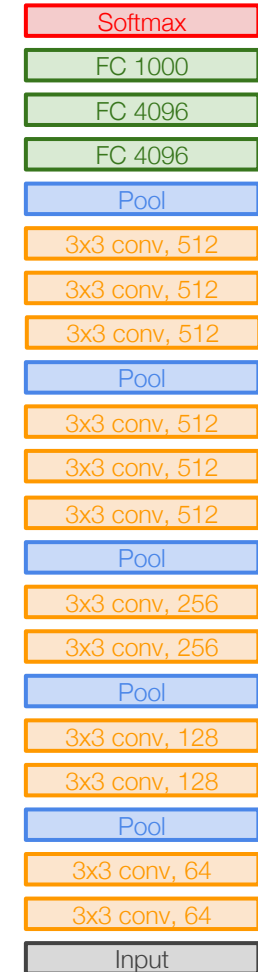 Softmax
FC 1000
FC 4096
FC 4096
Pool
3x3 conv, 512
3x3 conv, 512
3x3 conv, 512
Pool
3x3 conv, 512
3x3 conv, 512
3x3 conv, 512
Pool
3x3 conv, 256
3x3 conv, 256
Pool
3x3 conv, 128
3x3 conv, 128
Pool
3x3 conv, 64
3x3 conv, 64
Input